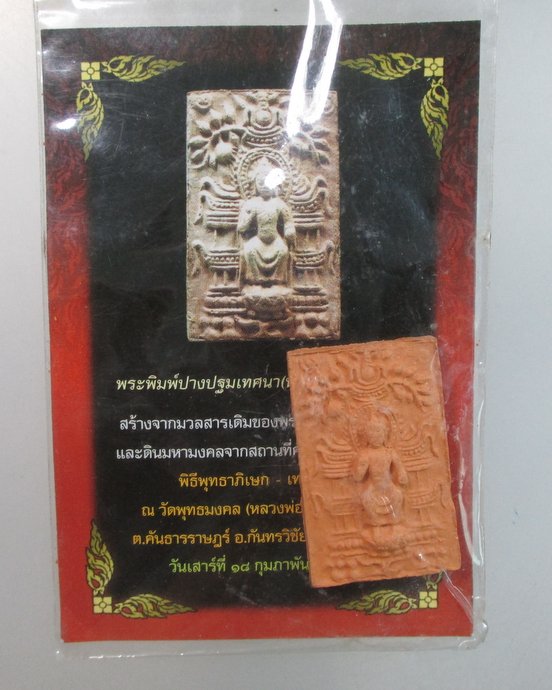 พระพิมพ์ปางปฐมเทศนา
สร้างจากมวลสารเดิมของพระ
และดินมหามงคลจากสถานที่
พิธีพุทธาภิเษก -
ณ วัดพุทธมงคล (หลวงพ่อ
ต.คันธารราษฎร์ อ.กันทรวิชัย
วันเสาร์ที่ ๑๘ กุมภาพัน